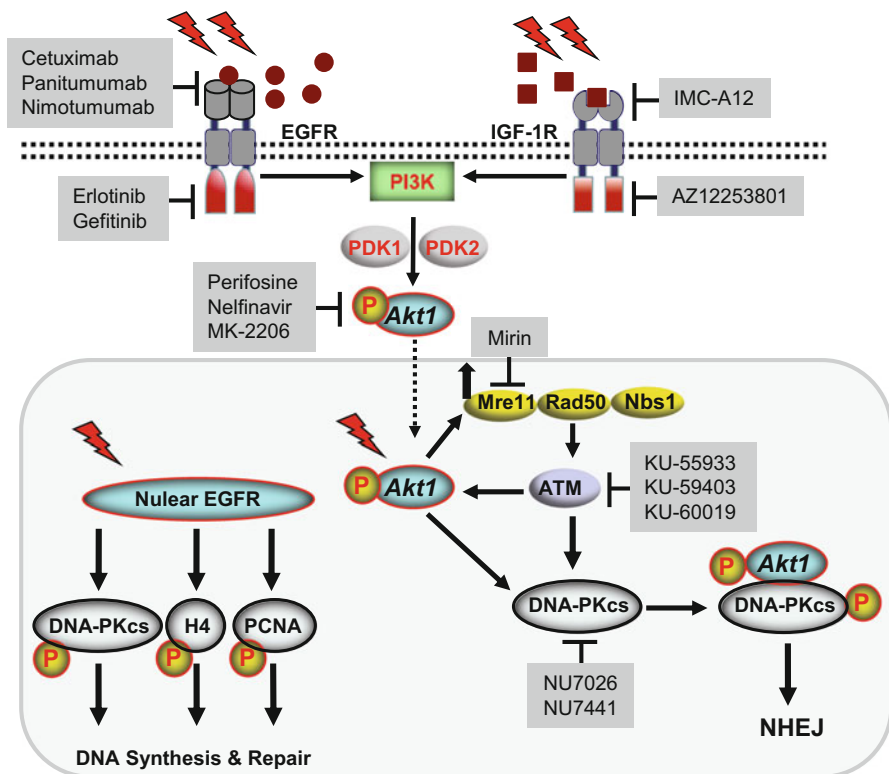 Cetuximab
Panitumumab
Nimotumumab
EGFR
IGF-1R
IMC-A12
Erlotinib
Gefitinib
PI3K
AZ12253801
PDK1
PDK2
Perifosine
Nelfinavir
MK-2206
P
Akt1
Mirin
Mre11
Rad50
Nbs1
Nulear EGFR
P
Akt1
ATM
KU-55933
KU-59403
KU-60019
P
Akt1
DNA-PKcs
H4
PCNA
DNA-PKcs
DNA-PKcs
P
P
P
P
NU7026
NU7441
NHEJ
DNA Synthesis & Repair